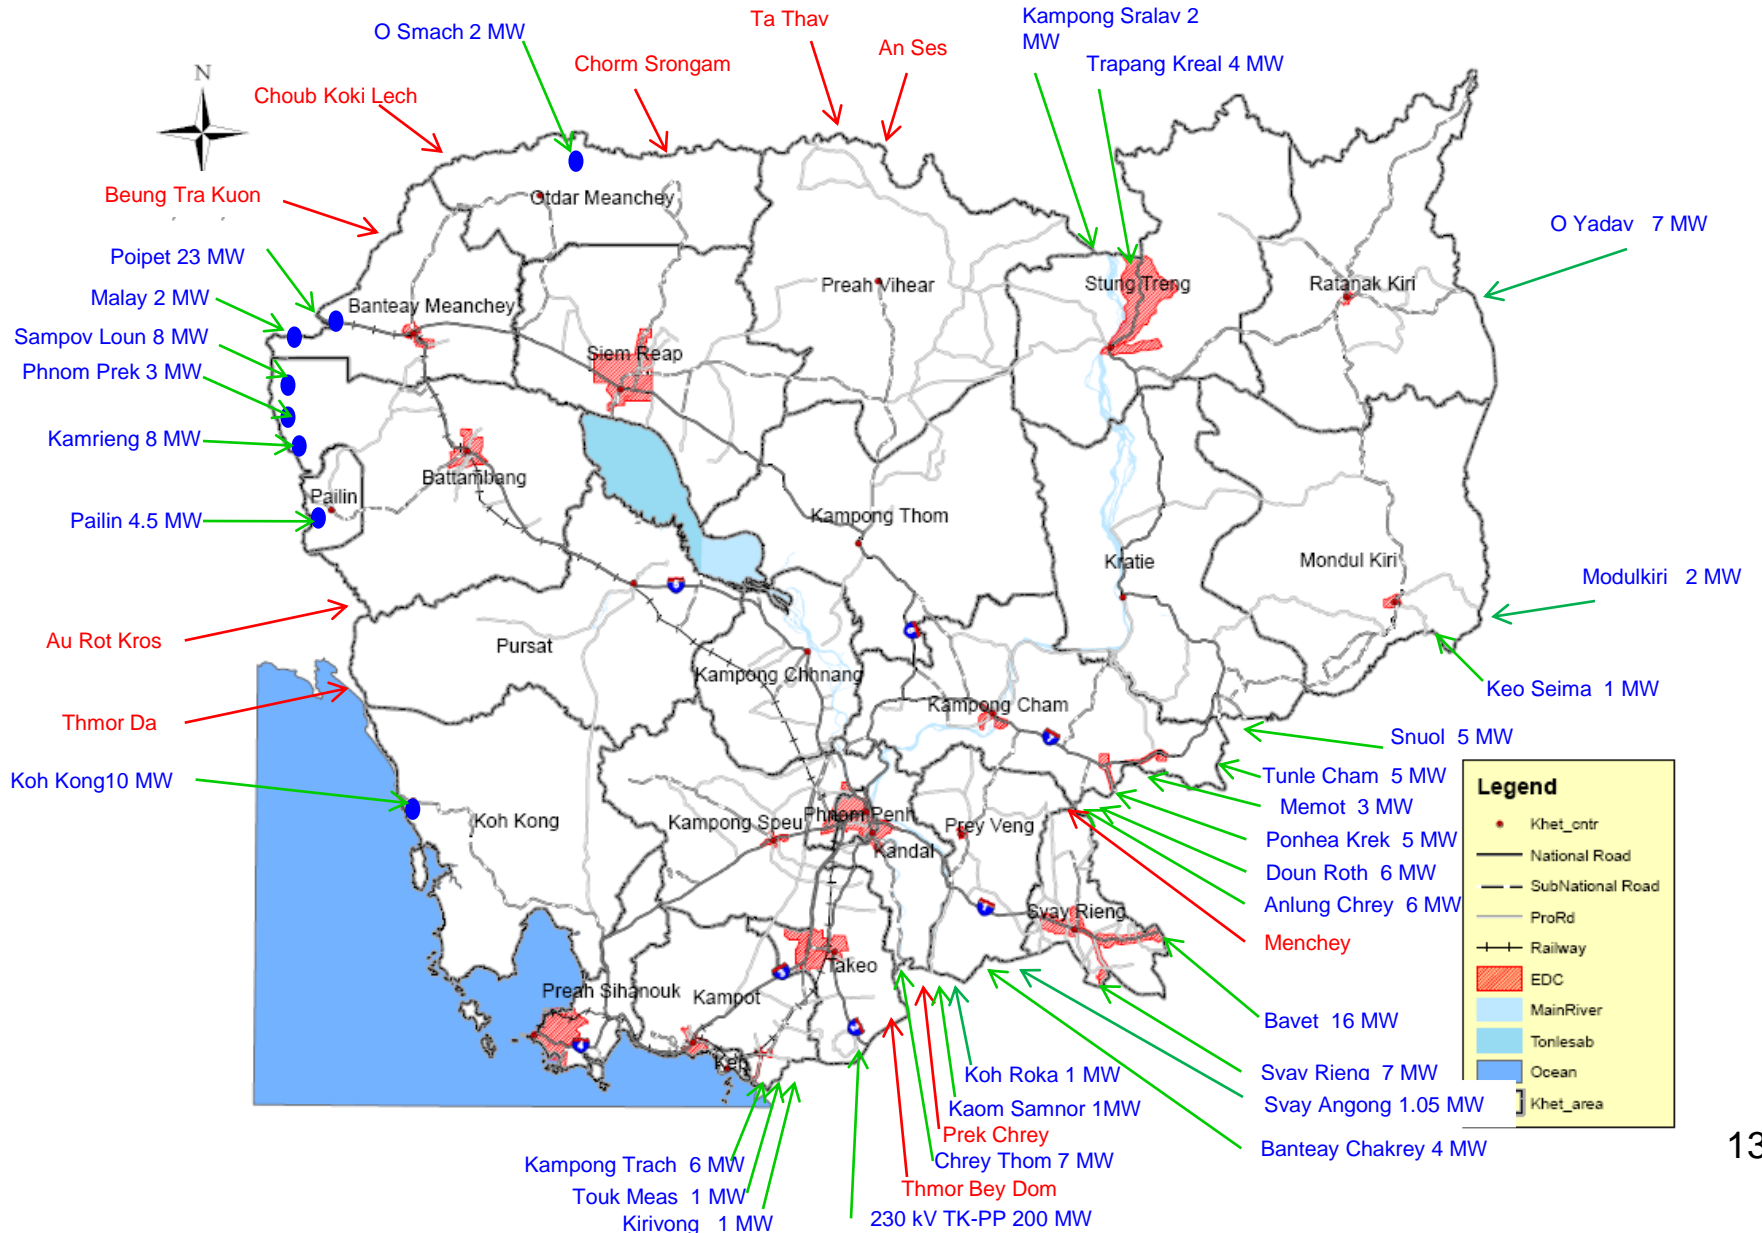 Kampong Sralav 2
MW
Ta Thav
O Smach 2 MW
An Ses
Chorm Srongam
Trapang Kreal 4 MW
N
Choub Koki Lech
Beung Tra Kuon
Otdar Meanchey
O Yadav 7 MW
Poipet 23 MW
Preah Vihear
Stung Treng
Ratanak Kiri
Malay 2 MW
Banteay Meanchey
Sampov Loun 8 MW
Siem Reap
Phnom Prek 3 MW
Kamrieng 8 MW
Battambang
Pailin
Pailin 4.5 MW
Kampong Thom
Kratie
Mondul Kiri
Modulkiri 2 MW
Au Rot Kros
Pursat
Kampong Chhnang
Keo Seima 1 MW
Kampong Cham
Thmor Da
Snuol 5 MW
Koh Kong10 MW
Tunle Cham 5 MW
Memot 3 MW
Koh Kong
Kampong Speu
Phnom Penh
Prey Veng
Kandal
Ponhea Krek 5 MW
Doun Roth 6 MW
Anlung Chrey 6 MW
Svay Rieng
Menchey
Takeo
Preah Sihanouk
Kampot
Bavet 16 MW
Kep
Koh Roka 1 MW
Svay Rieng 7 MW
Kaom Samnor 1MW
Svay Angong 1.05 MW
Prek Chrey
Banteay Chakrey 4 MW
Kampong Trach 6 MW
Chrey Thom 7 MW
Touk Meas 1 MW
Thmor Bey Dom
Kirivong 1 MW
230 kV TK-PP 200 MW
Legend
Khet_cntr
National Road
SubNational Road
ProRd
Railway
EDC
MainRiver
Tonlesab
Ocean
Khet_area
13